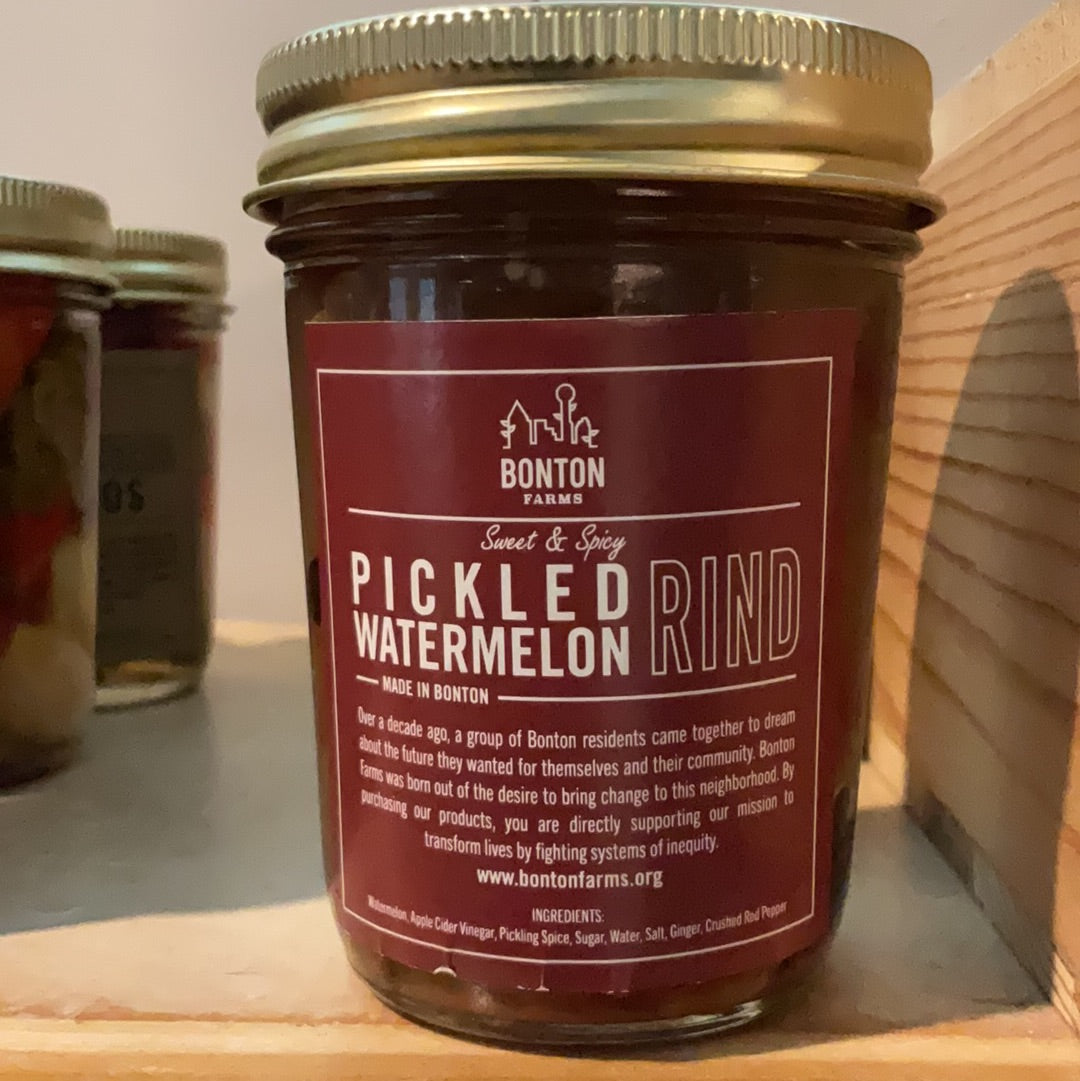 BONTON
FARMS
Sweet & Spicy
PICKLED
WATERMELON RIND
MADE IN BONTON
Over a decade ago, a group of Bonton residents came together to dream
about the future they wanted for themselves and their community. Bonton
Farms was born out of the desire to bring change to this neighborhood. By
purchasing our products, you are directly supporting our mission to
transform lives by fighting systems of inequity.
www.bontonfarms.org
INGREDIENTS:
Watermelon, Apple Cider Vinegar, Pickling Spice, Sugar, Water, Salt, Ginger, Crushed Red Pepper